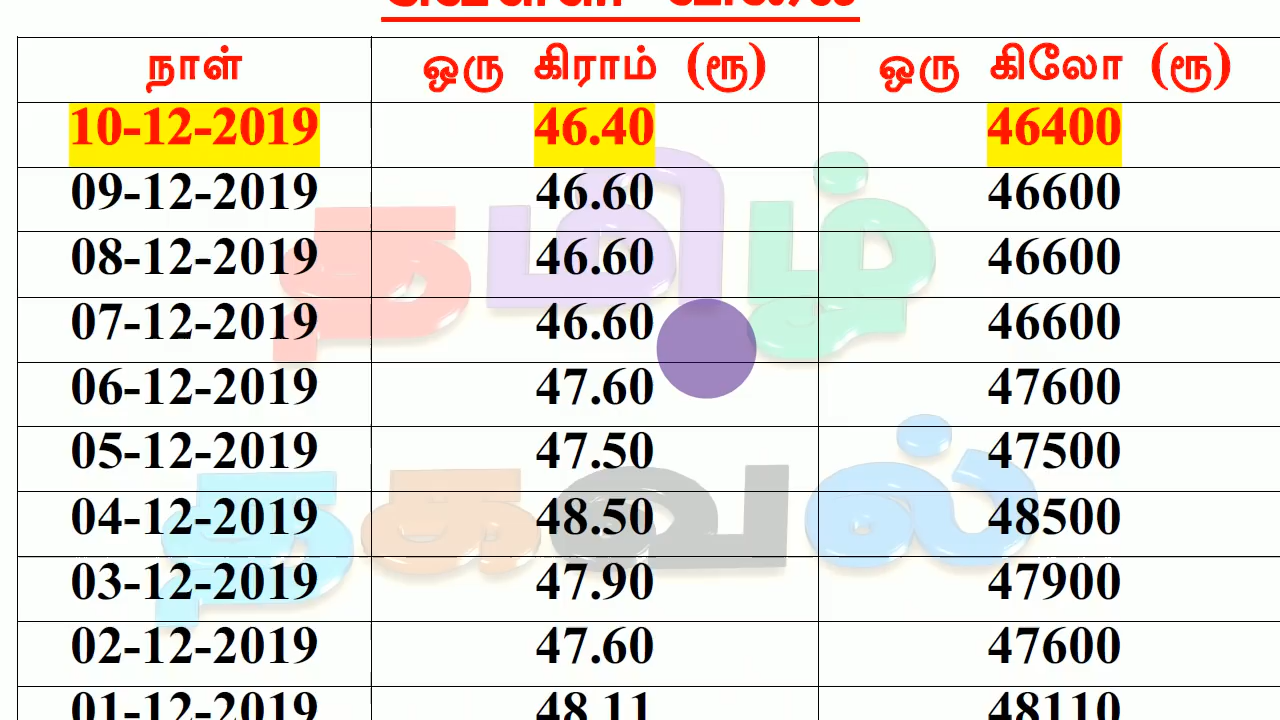 வெள்ளி விலை
நாள் ஒரு கிராம் (ரூ) ஒரு கிலோ (ரூ)
10-12-2019 46.40 46400
09-12-2019 46.60 46600
08-12-2019 46.60 46600
07-12-2019 46.60 46600
06-12-2019 47.60 47600
05-12-2019 47.50 47500
04-12-2019 48.50 48500
03-12-2019 47.90 47900
02-12-2019 47.60 47600
01-12-2019 48.11 48110
தமிழ்
தகவல்